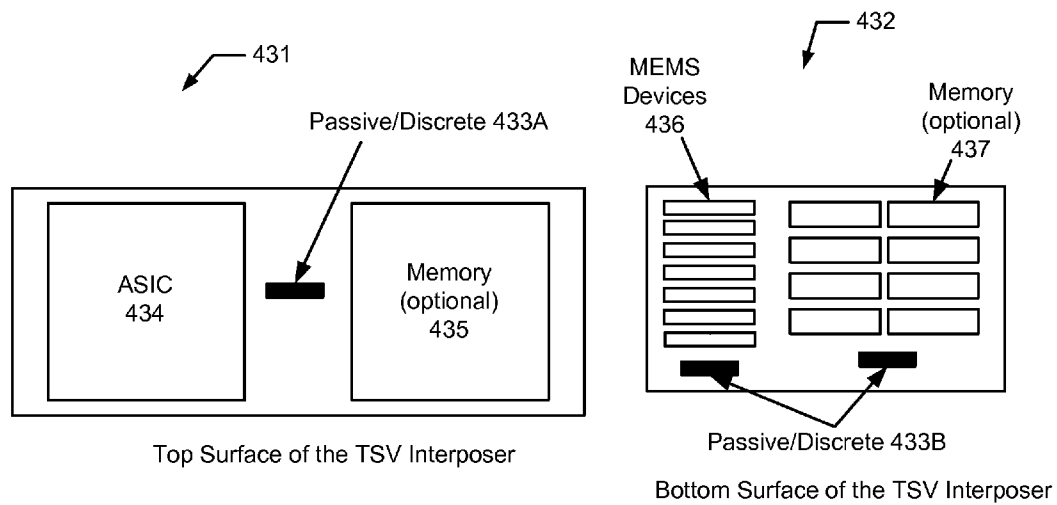 431
Passive/Discrete 433A
ASIC
434
Memory
(optional)
435
Top Surface of the TSV Interposer
432
MEMS
Devices
436
Memory
(optional)
437
Passive/Discrete 433B
Bottom Surface of the TSV Interposer